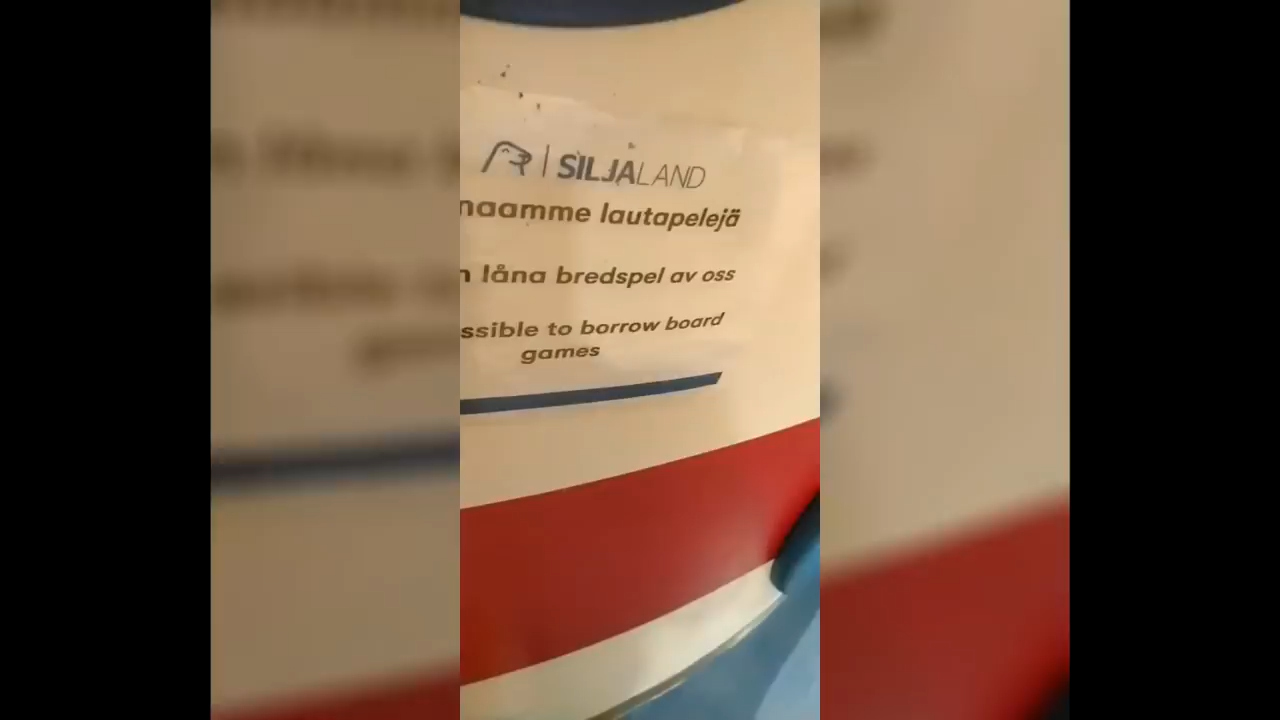 SILJALAND
naamme lautapelejä
n låna bredspel av oss
ssible to borrow board
games